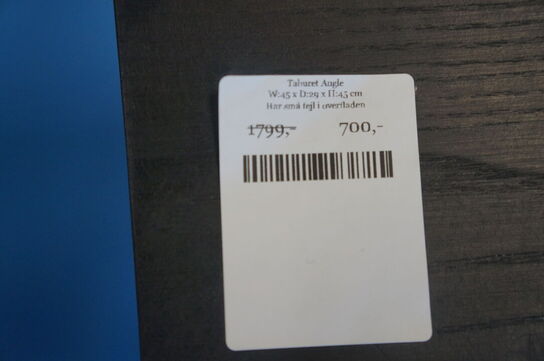 Taburet Angle
W:45 x D:29 x H:45 cm
Har små fejl i overfladen
1799,- 700,-